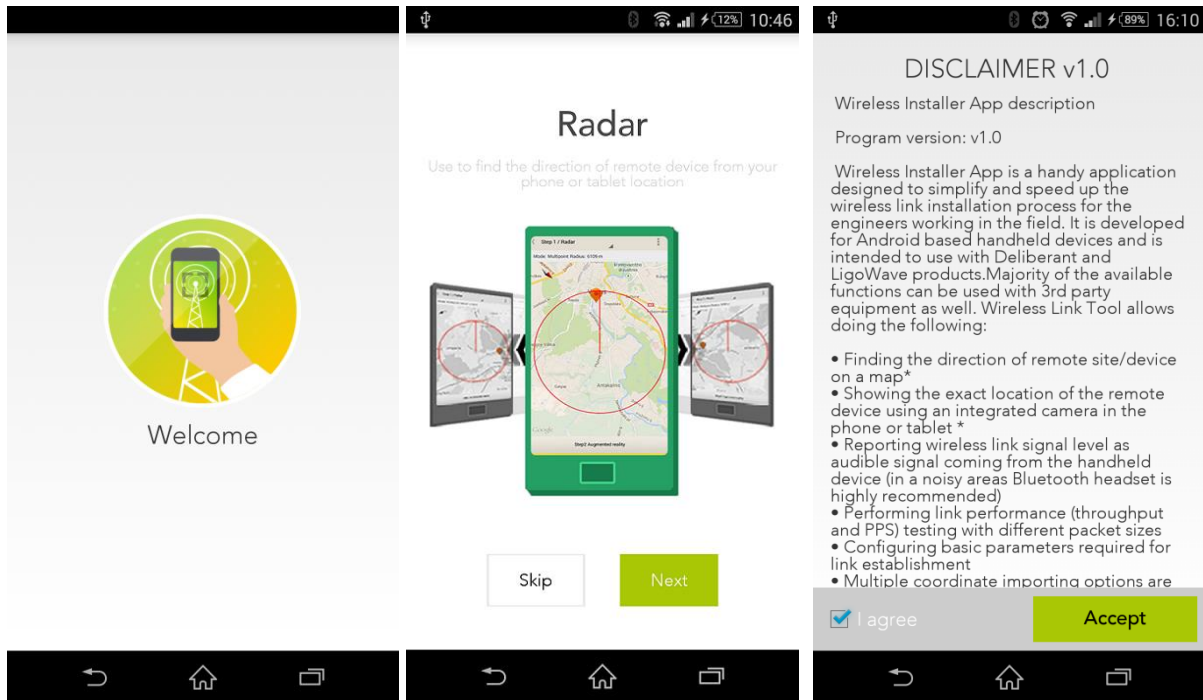 Welcome
12% 10:46
Radar
Use to find the direction of remote device from your
phone or tablet location
Step 1 / Radar
Mode: Multipoint Radius: 6106 m
Google
Step2 Augmented reality
Skip
Next
89% 16:10
DISCLAIMER v1.0
Wireless Installer App description
Program version: v1.0
Wireless Installer App is a handy application
designed to simplify and speed up the
wireless link installation process for the
engineers working in the field. It is developed
for Android based handheld devices and is
intended to use with Deliberant and
LigoWave products.Majority of the available
functions can be used with 3rd party
equipment as well. Wireless Link Tool allows
doing the following:
• Finding the direction of remote site/device
on a map*
• Showing the exact location of the remote
device using an integrated camera in the
phone or tablet *
• Reporting wireless link signal level as
audible signal coming from the handheld
device (in a noisy areas Bluetooth headset is
highly recommended)
• Performing link performance (throughput
and PPS) testing with different packet sizes
• Configuring basic parameters required for
link establishment
• Multiple coordinate importing options are
I agree
Accept